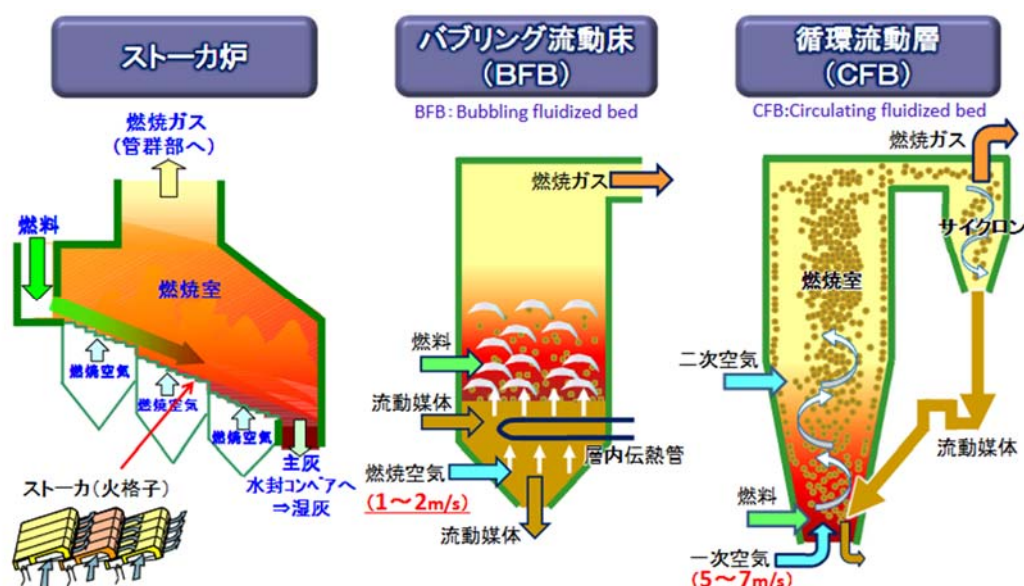 ストーカ炉
燃焼ガス
(管群部へ)
燃料
燃焼室
燃焼空気
燃焼空気
燃焼空気
主灰
水封コンベアへ
⇒湿灰
ストーカ(火格子)
バブリング流動床
(BFB)
BFB:Bubbling fluidized bed
燃焼ガス
燃料
流動媒体
層内伝熱管
燃焼空気
(1~2m/s)
流動媒体
循環流動層
(CFB)
CFB:Circulating fluidized bed
燃焼ガス
サイクロン
燃焼室
二次空気
流動媒体
燃料
一次空気
(5~7m/s)